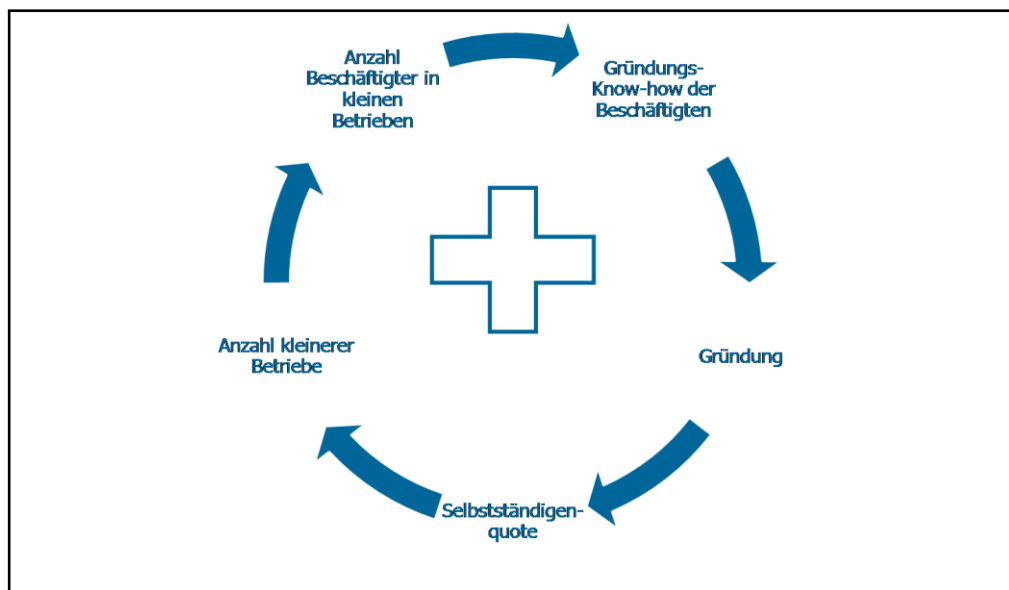 Anzahl
Beschäftigter in
kleinen
Betrieben
Gründungs-
Know-how der
Beschäftigten
Gründung
Selbstständigen-
quote
Anzahl kleinerer
Betriebe